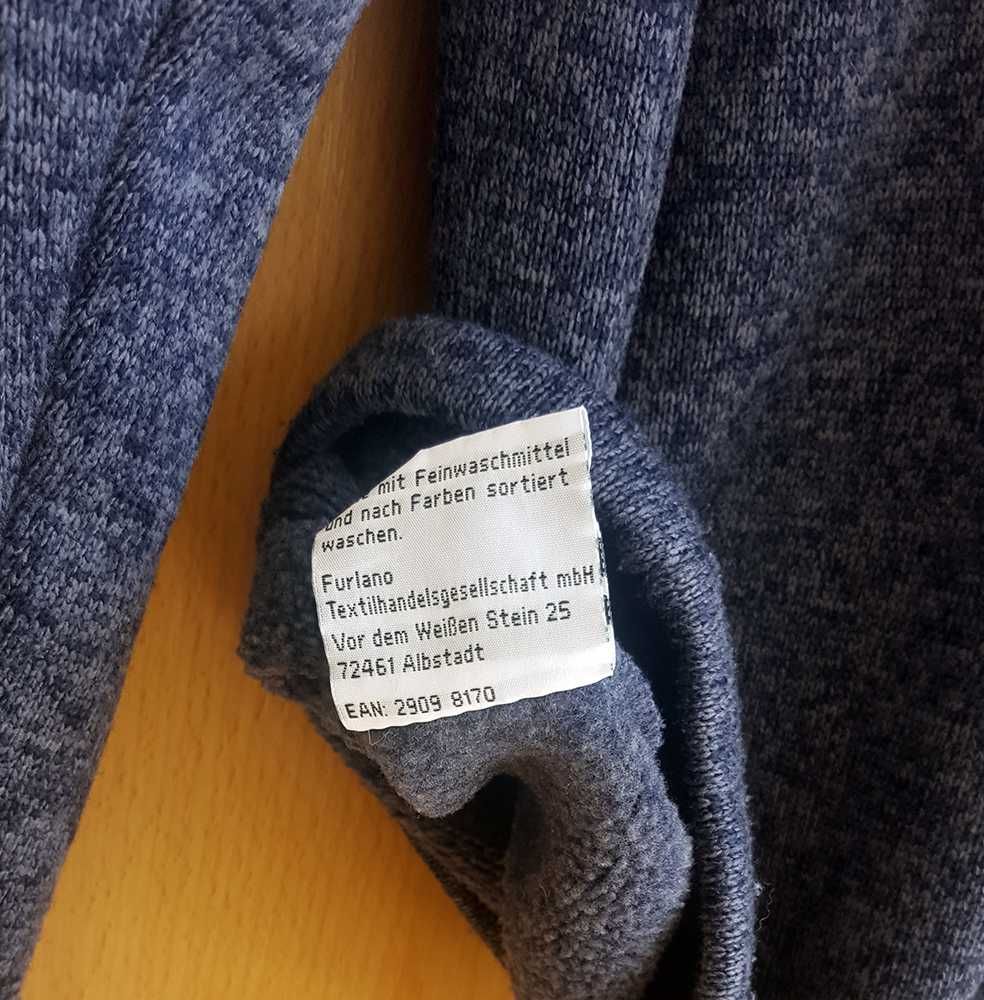 mit Feinwaschmittel
und nach Farben sortiert
waschen.
Furlano
Textilhandelsgesellschaft mbH
Vor dem Weißen Stein 25
72461 Albstadt
EAN: 2909 8170